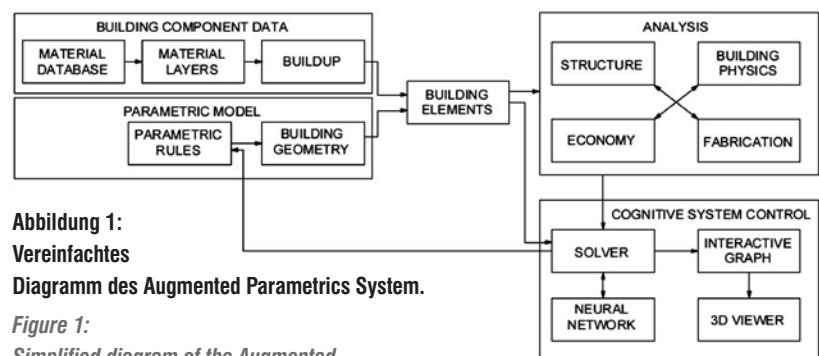 BUILDING COMPONENT DATA
MATERIAL
DATABASE
MATERIAL
LAYERS
BUILDUP
PARAMETRIC MODEL
PARAMETRIC
RULES
BUILDING
GEOMETRY
BUILDING
ELEMENTS
ANALYSIS
STRUCTURE
BUILDING
PHYSICS
ECONOMY
FABRICATION
COGNITIVE SYSTEM CONTROL
SOLVER
INTERACTIVE
GRAPH
NEURAL
NETWORK
3D VIEWER
Abbildung 1:
Vereinfachtes
Diagramm des Augmented Parametrics System.
Figure 1:
Simplified diagram of the Augmented